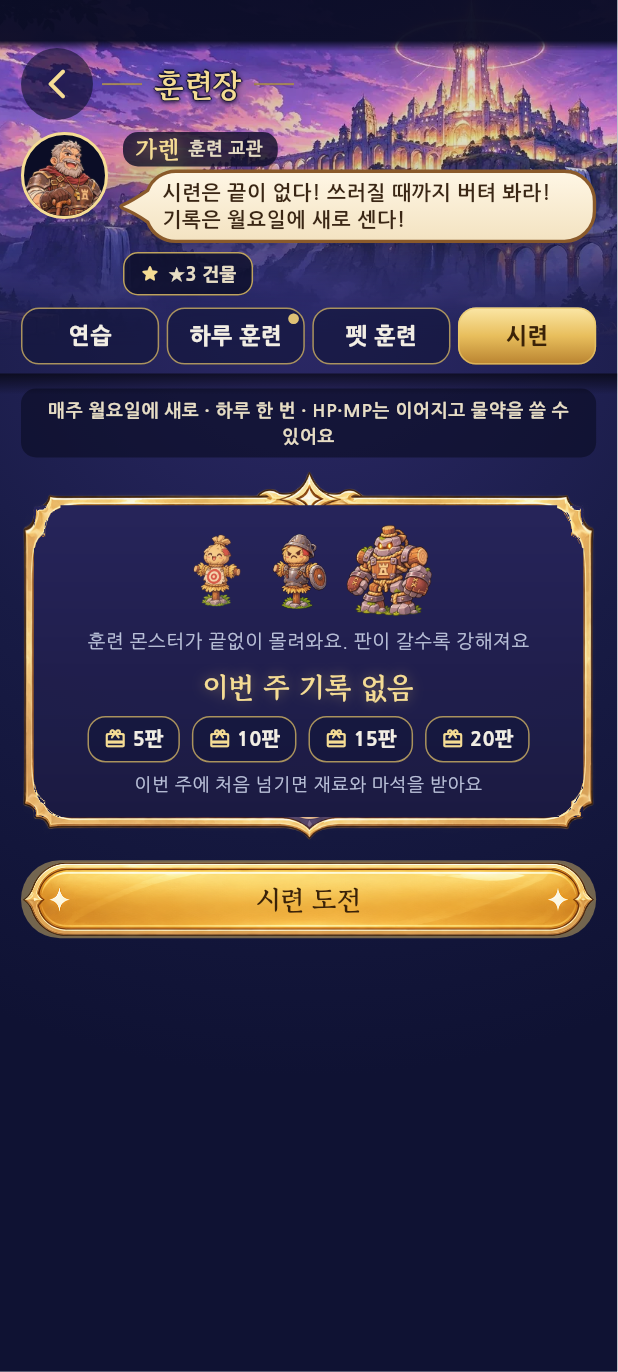 훈련장
가렌 훈련 교관
시련은 끝이 없다! 쓰러질 때까지 버텨 봐라!
기록은 월요일에 새로 센다!
★3 건물
연습
하루 훈련
펫 훈련
시련
매주 월요일에 새로 · 하루 한 번 · HP·MP는 이어지고 물약을 쓸 수
있어요
훈련 몬스터가 끝없이 몰려와요. 판이 갈수록 강해져요
이번 주 기록 없음
5판
10판
15판
20판
이번 주에 처음 넘기면 재료와 마석을 받아요
시련 도전